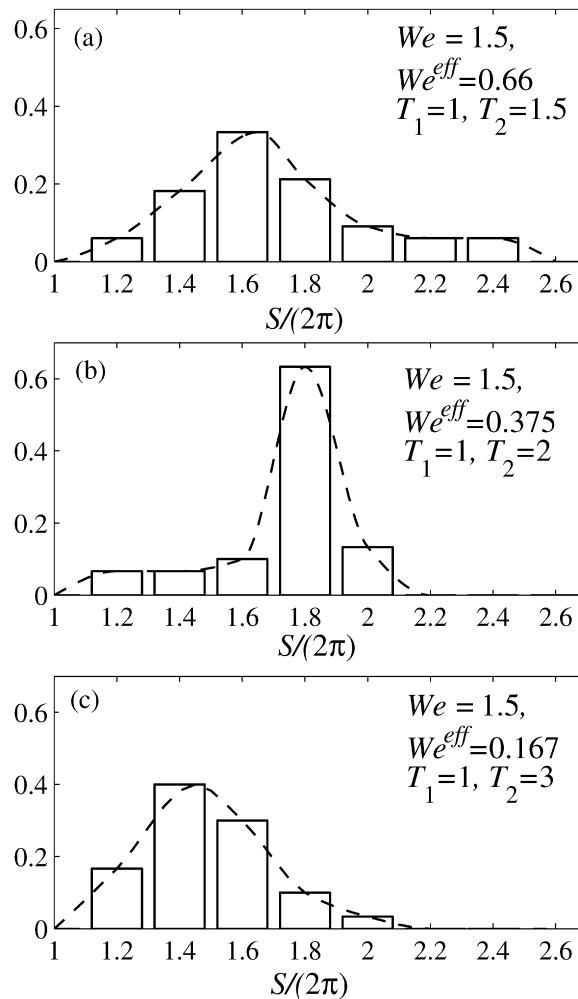 0.6
(a)
We = 1.5,
We^eff=0.66
T_1=1, T_2=1.5
0.4
0.2
0
1 1.2 1.4 1.6 1.8 2 2.2 2.4 2.6
S/(2π)
0.6
(b)
We = 1.5,
We^eff=0.375
T_1=1, T_2=2
0.4
0.2
0
1 1.2 1.4 1.6 1.8 2 2.2 2.4 2.6
S/(2π)
0.6
(c)
We = 1.5,
We^eff=0.167
T_1=1, T_2=3
0.4
0.2
0
1 1.2 1.4 1.6 1.8 2 2.2 2.4 2.6
S/(2π)